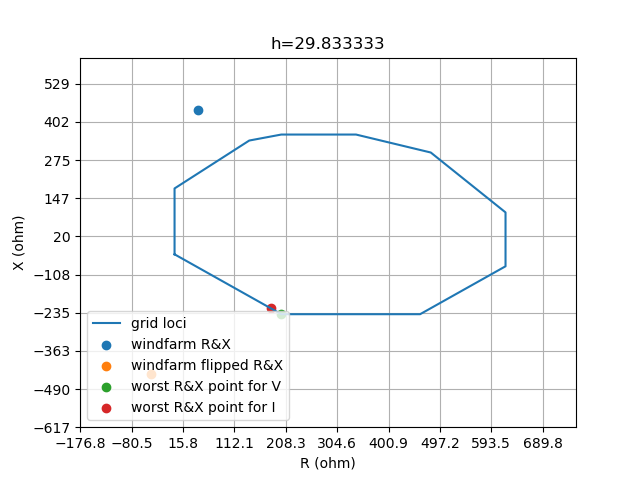 h=29.833333
X (ohm)
529
402
275
147
20
−108
−235
−363
−490
−617
grid loci
windfarm R&X
windfarm flipped R&X
worst R&X point for V
worst R&X point for I
−176.8 −80.5 15.8 112.1 208.3 304.6 400.9 497.2 593.5 689.8
R (ohm)